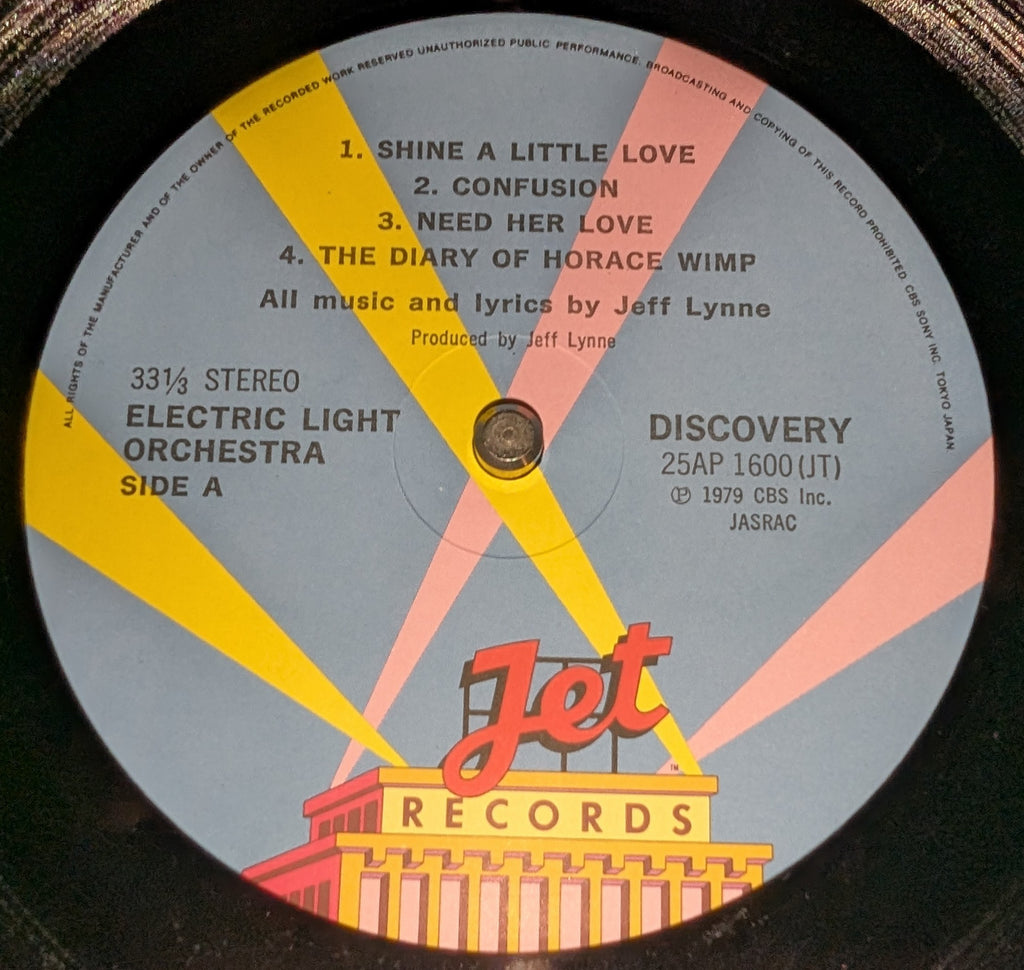 ALL RIGHTS OF THE MANUFACTURER AND OF THE OWNER OF THE RECORDED WORK RESERVED UNAUTHORIZED PUBLIC PERFORMANCE. BROADCASTING AND COPYING OF THIS RECORD PROHIBITED. CBS SONY INC. TOKYO JAPAN
1. SHINE A LITTLE LOVE
2. CONFUSION
3. NEED HER LOVE
4. THE DIARY OF HORACE WIMP
All music and lyrics by Jeff Lynne
Produced by Jeff Lynne
33⅓ STEREO
ELECTRIC LIGHT
ORCHESTRA
SIDE A
DISCOVERY
25AP 1600(JT)
℗ 1979 CBS Inc.
JASRAC
Jet
TM
RECORDS